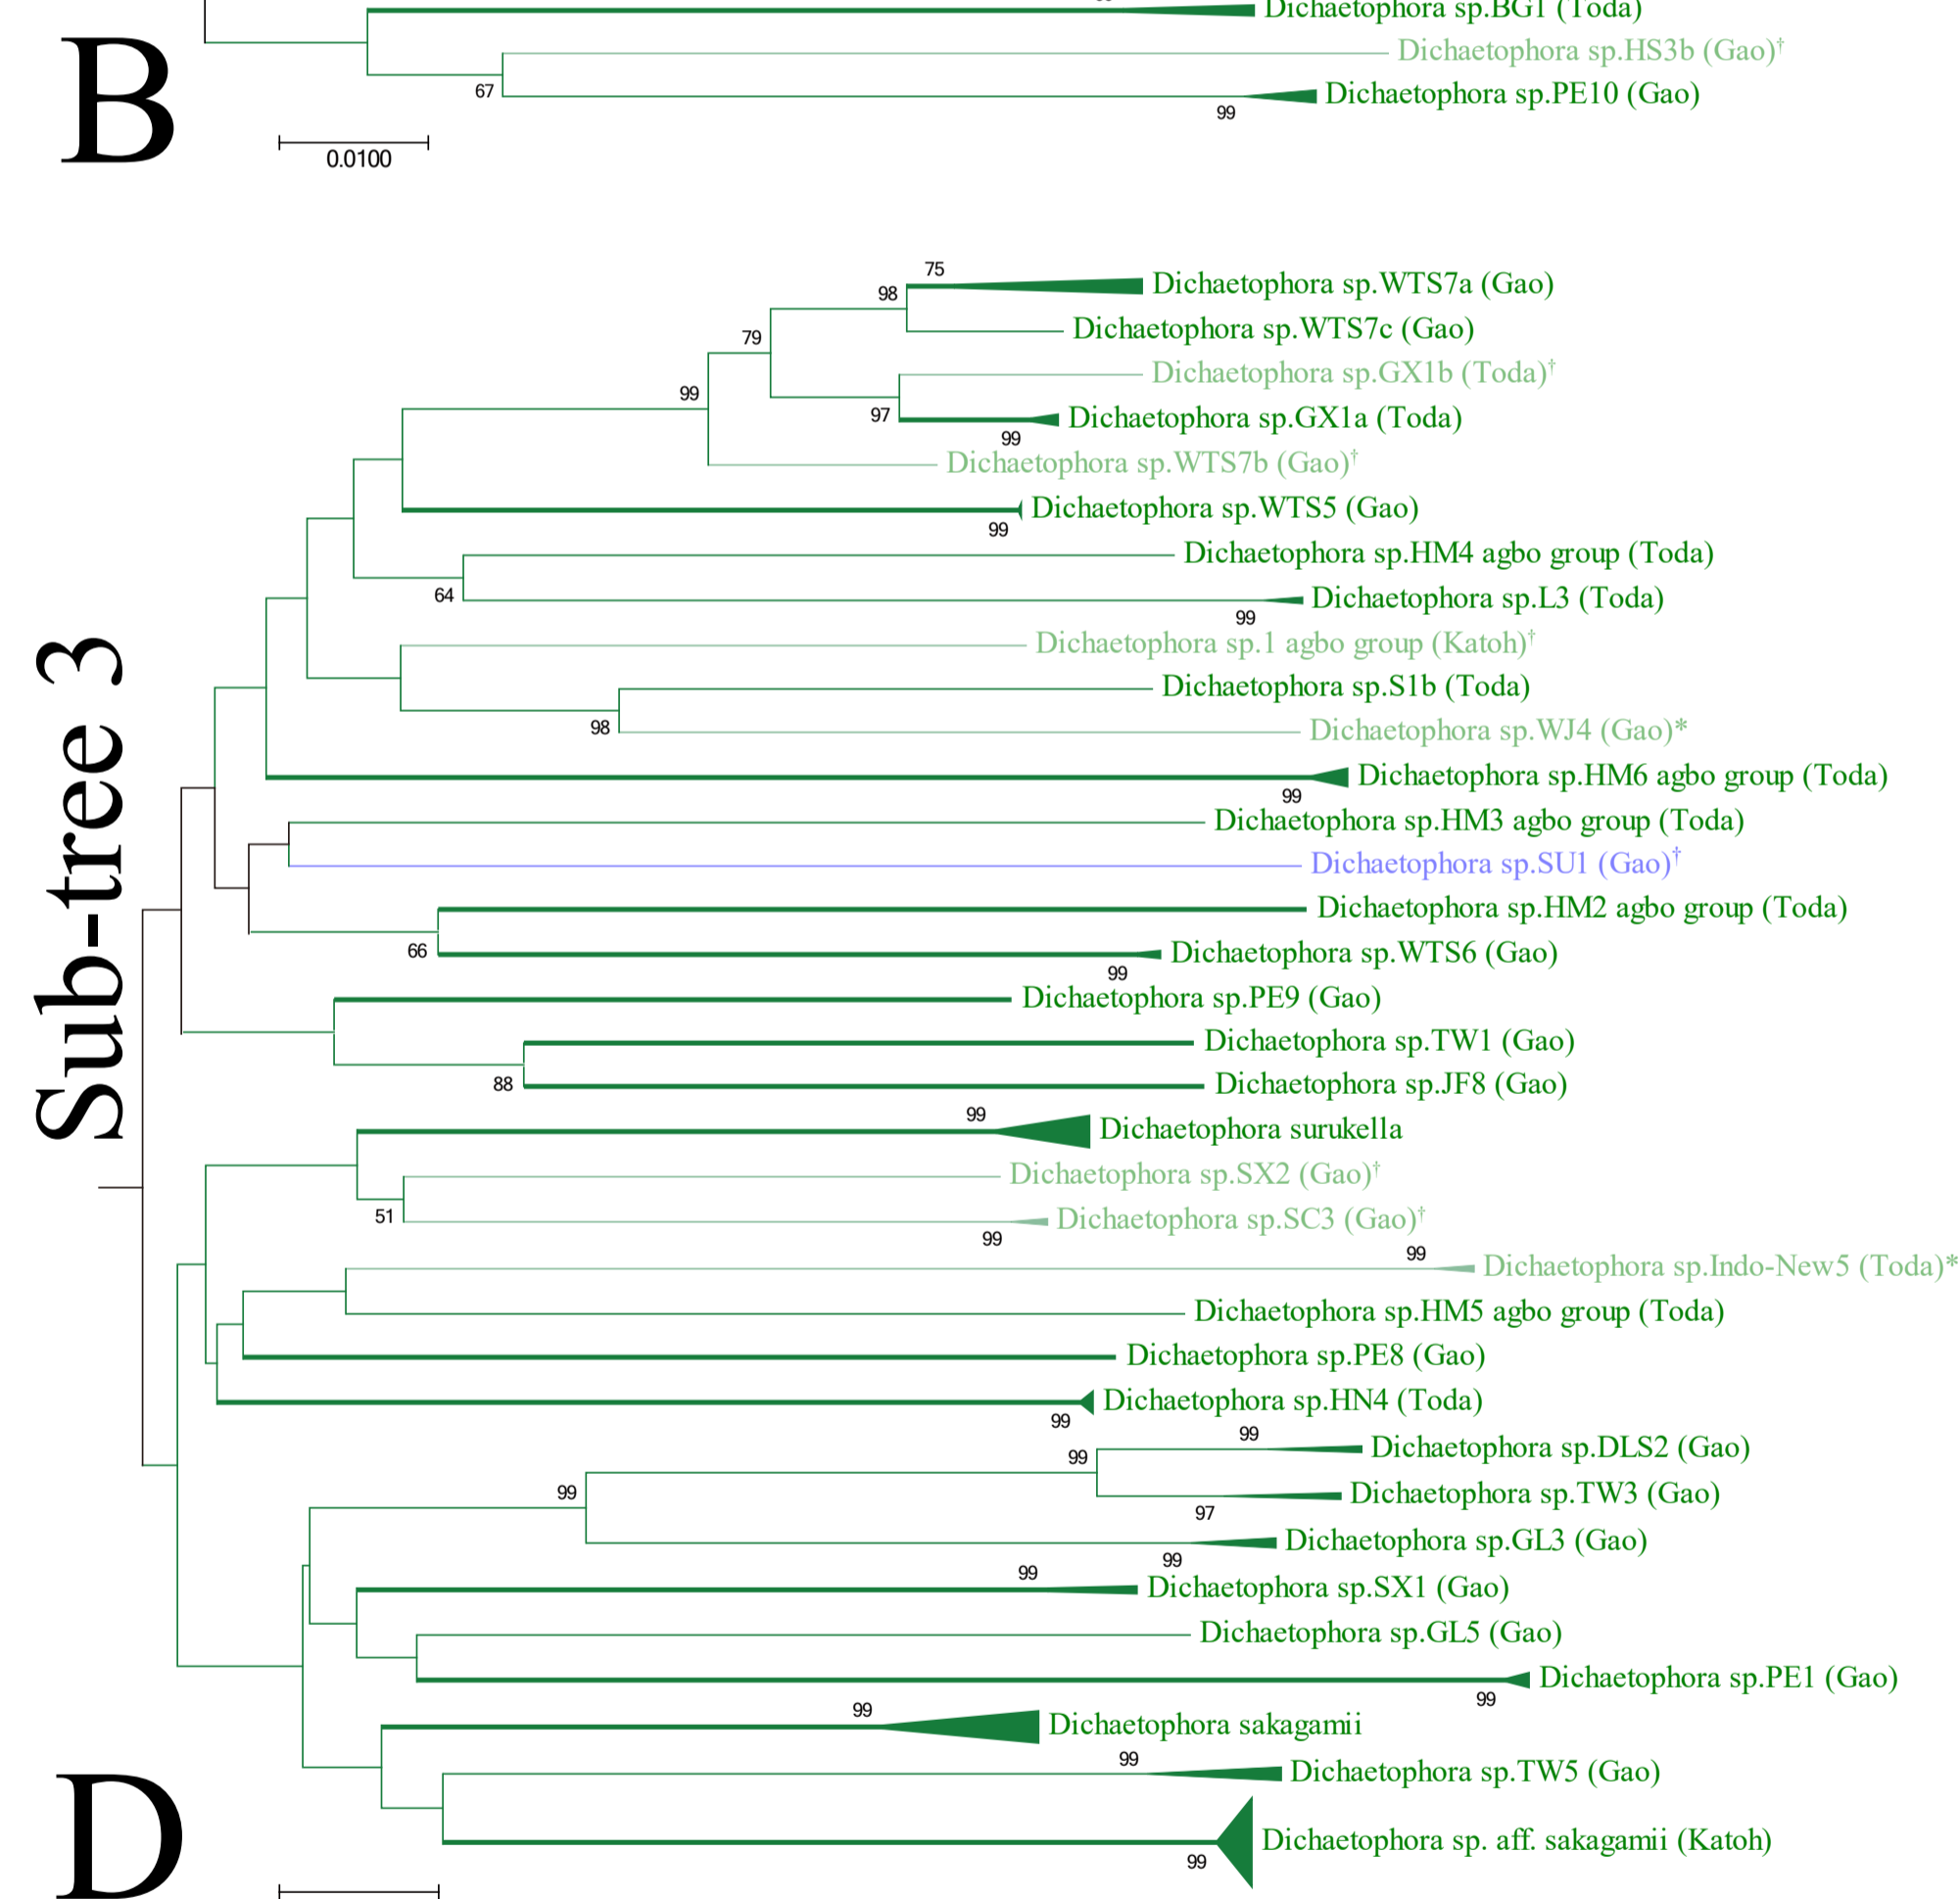 Dichaetophora sp.BG1 (Toda)
B
Dichaetophora sp.HS3b (Gao)†
67
Dichaetophora sp.PE10 (Gao)
99
0.0100
Sub-tree 3
75
Dichaetophora sp.WTS7a (Gao)
98
Dichaetophora sp.WTS7c (Gao)
79
Dichaetophora sp.GX1b (Toda)†
99
97
Dichaetophora sp.GX1a (Toda)
99
Dichaetophora sp.WTS7b (Gao)†
Dichaetophora sp.WTS5 (Gao)
99
Dichaetophora sp.HM4 agbo group (Toda)
64
Dichaetophora sp.L3 (Toda)
99
Dichaetophora sp.1 agbo group (Katoh)†
Dichaetophora sp.S1b (Toda)
98
Dichaetophora sp.WJ4 (Gao)*
Dichaetophora sp.HM6 agbo group (Toda)
99
Dichaetophora sp.HM3 agbo group (Toda)
Dichaetophora sp.SU1 (Gao)†
Dichaetophora sp.HM2 agbo group (Toda)
66
Dichaetophora sp.WTS6 (Gao)
99
Dichaetophora sp.PE9 (Gao)
Dichaetophora sp.TW1 (Gao)
88
Dichaetophora sp.JF8 (Gao)
99
Dichaetophora surukella
Dichaetophora sp.SX2 (Gao)†
51
Dichaetophora sp.SC3 (Gao)†
99
99
Dichaetophora sp.Indo-New5 (Toda)*
Dichaetophora sp.HM5 agbo group (Toda)
Dichaetophora sp.PE8 (Gao)
Dichaetophora sp.HN4 (Toda)
99
99
Dichaetophora sp.DLS2 (Gao)
99
99
Dichaetophora sp.TW3 (Gao)
97
Dichaetophora sp.GL3 (Gao)
99
99
Dichaetophora sp.SX1 (Gao)
Dichaetophora sp.GL5 (Gao)
Dichaetophora sp.PE1 (Gao)
99
99
Dichaetophora sakagamii
99
Dichaetophora sp.TW5 (Gao)
D
Dichaetophora sp. aff. sakagamii (Katoh)
99